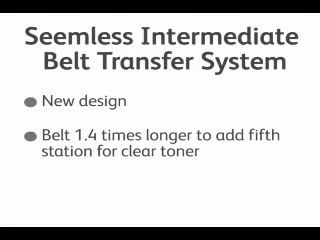 Seemless Intermediate
Belt Transfer System
New design
Belt 1.4 times longer to add fifth
station for clear toner